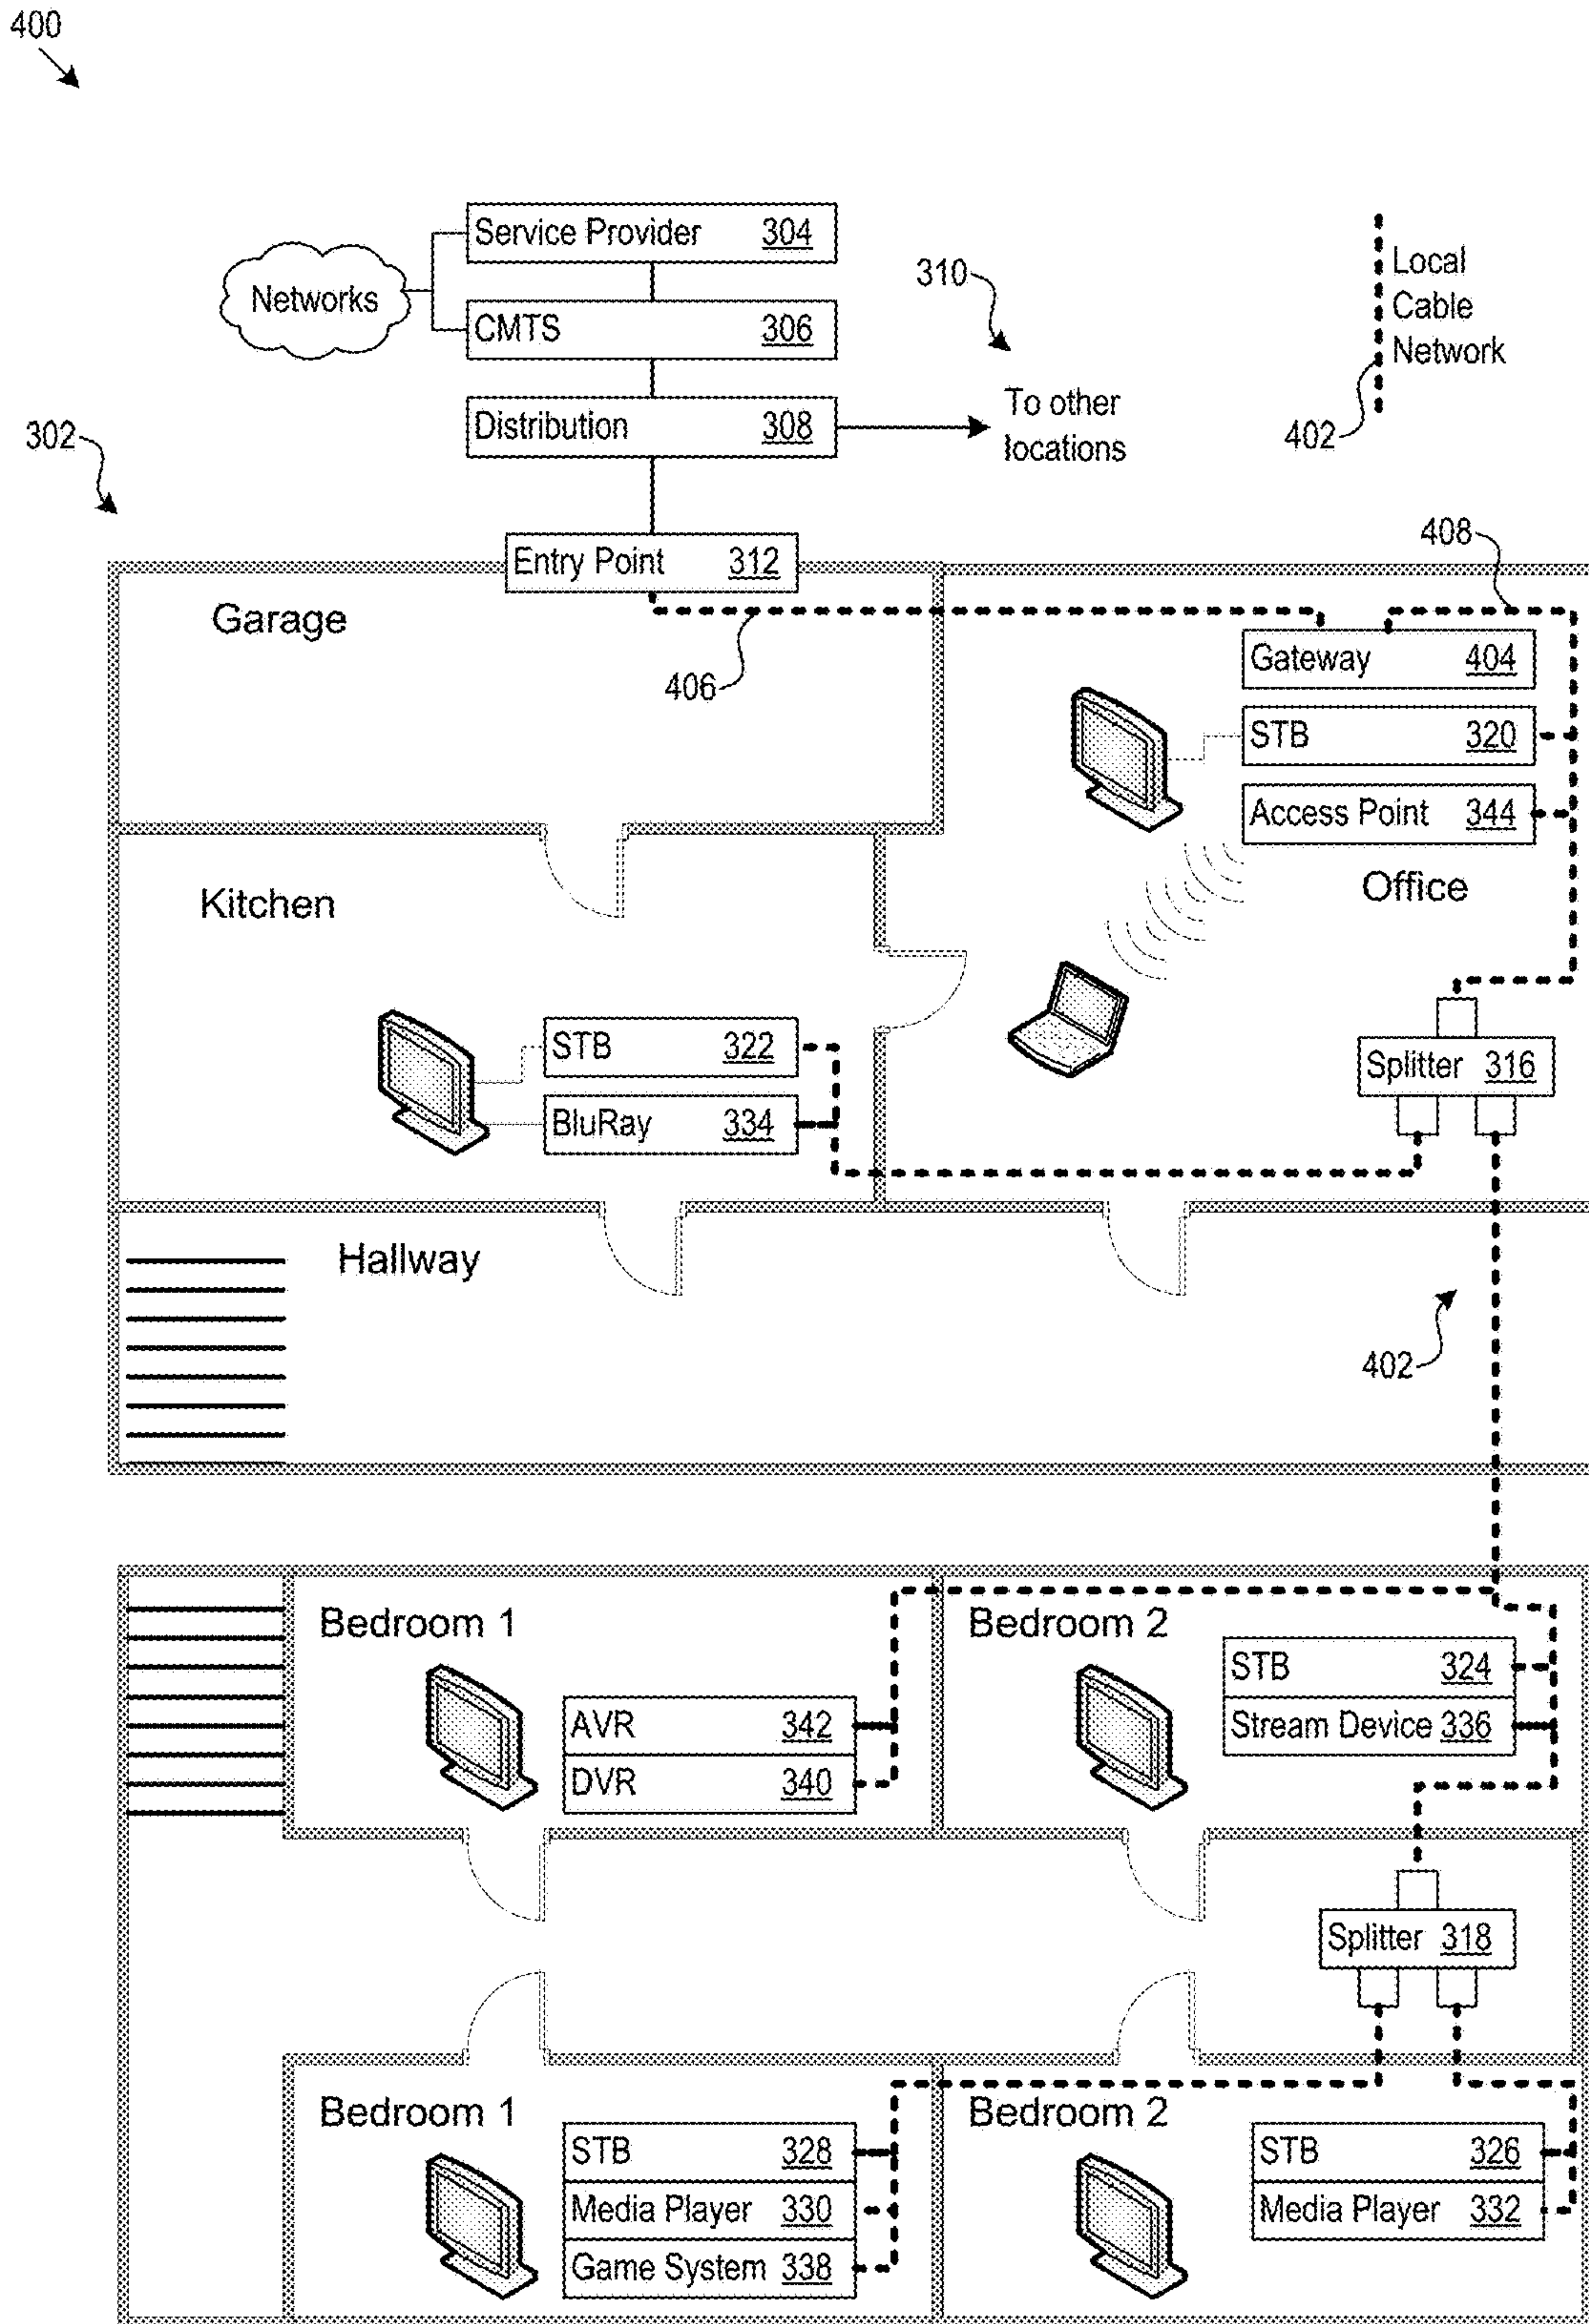 400
Service Provider 304
Networks
CMTS 306
Distribution 308
310
To other
locations
Local
Cable
Network
402
302
Entry Point 312
408
Garage
406
Gateway 404
STB 320
Access Point 344
Office
Kitchen
STB 322
BluRay 334
Splitter 316
Hallway
402
Bedroom 1
AVR 342
DVR 340
Bedroom 2
STB 324
Stream Device 336
Splitter 318
Bedroom 1
STB 328
Media Player 330
Game System 338
Bedroom 2
STB 326
Media Player 332